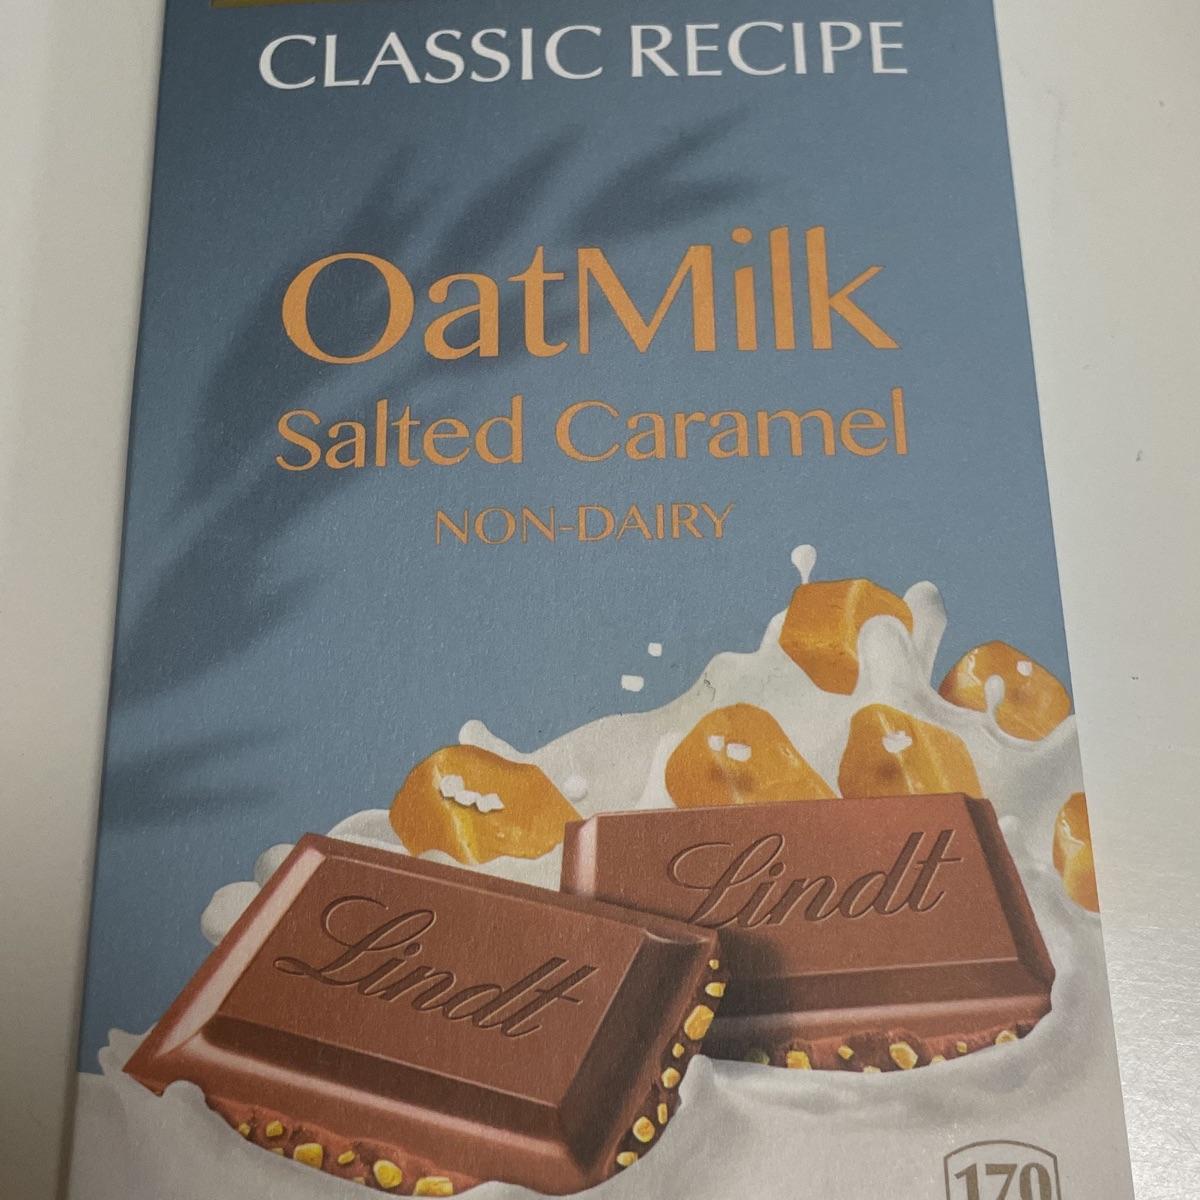 CLASSIC RECIPE
OatMilk
Salted Caramel
NON-DAIRY
Lindt
Lindt
170